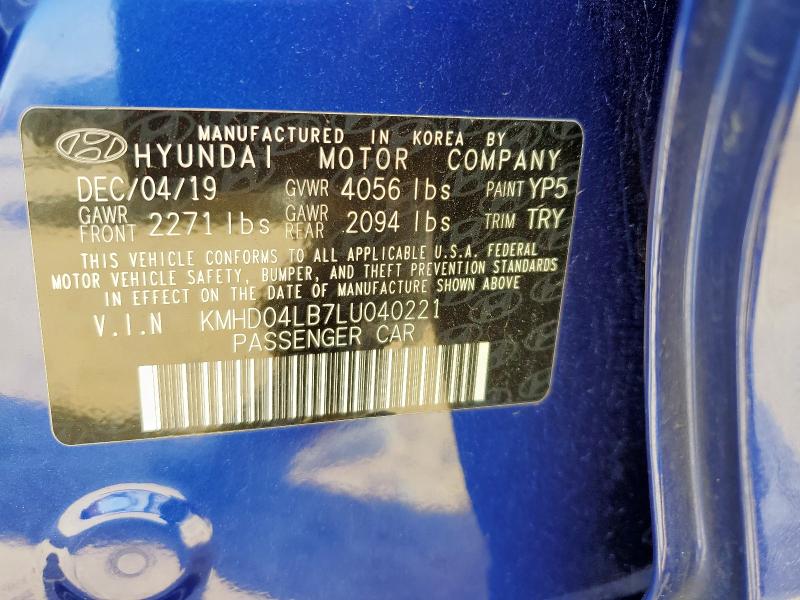 MANUFACTURED IN KOREA BY
HYUNDAI MOTOR COMPANY
DEC/04/19 GVWR 4056 lbs PAINT YP5
GAWR FRONT 2271 lbs GAWR REAR 2094 lbs TRIM TRY
THIS VEHICLE CONFORMS TO ALL APPLICABLE U.S.A. FEDERAL
MOTOR VEHICLE SAFETY, BUMPER, AND THEFT PREVENTION STANDARDS
IN EFFECT ON THE DATE OF MANUFACTURE SHOWN ABOVE
V.I.N KMHD04LB7LU040221
PASSENGER CAR